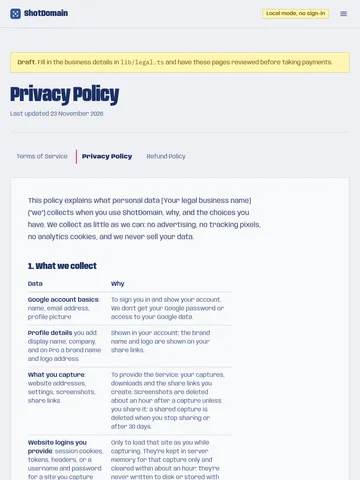 ShotDomain
Local mode, no sign-in
Draft. Fill in the business details in lib/legal.ts and have these pages reviewed before taking payments.
Privacy Policy
Last updated 23 November 2026
Terms of Service
Privacy Policy
Refund Policy
This policy explains what personal data [Your legal business name]
("we") collects when you use ShotDomain, why, and the choices you
have. We collect as little as we can: no advertising, no tracking pixels,
no analytics cookies, and we never sell your data.
1. What we collect
Data Why
Google account basics: To sign you in and show your account.
name, email address, We don't get your Google password or
profile picture access to your Google data.
Profile details you add: Shown in your account; the brand
display name, company, name and logo are shown on your
and on Pro a brand name share links.
and logo address
What you capture: To provide the Service: your captures,
website addresses, downloads and the share links you
settings, screenshots, create. Screenshots are deleted
share links about an hour after a capture unless
you share it; a shared capture is
deleted when you stop sharing or
after 30 days.
Website logins you Only to load that site as you while
provide: session cookies, capturing. They're kept in server
tokens, headers, or a memory for that capture only and
username and password cleared within about an hour; they're
for a site you capture never written to disk or stored with